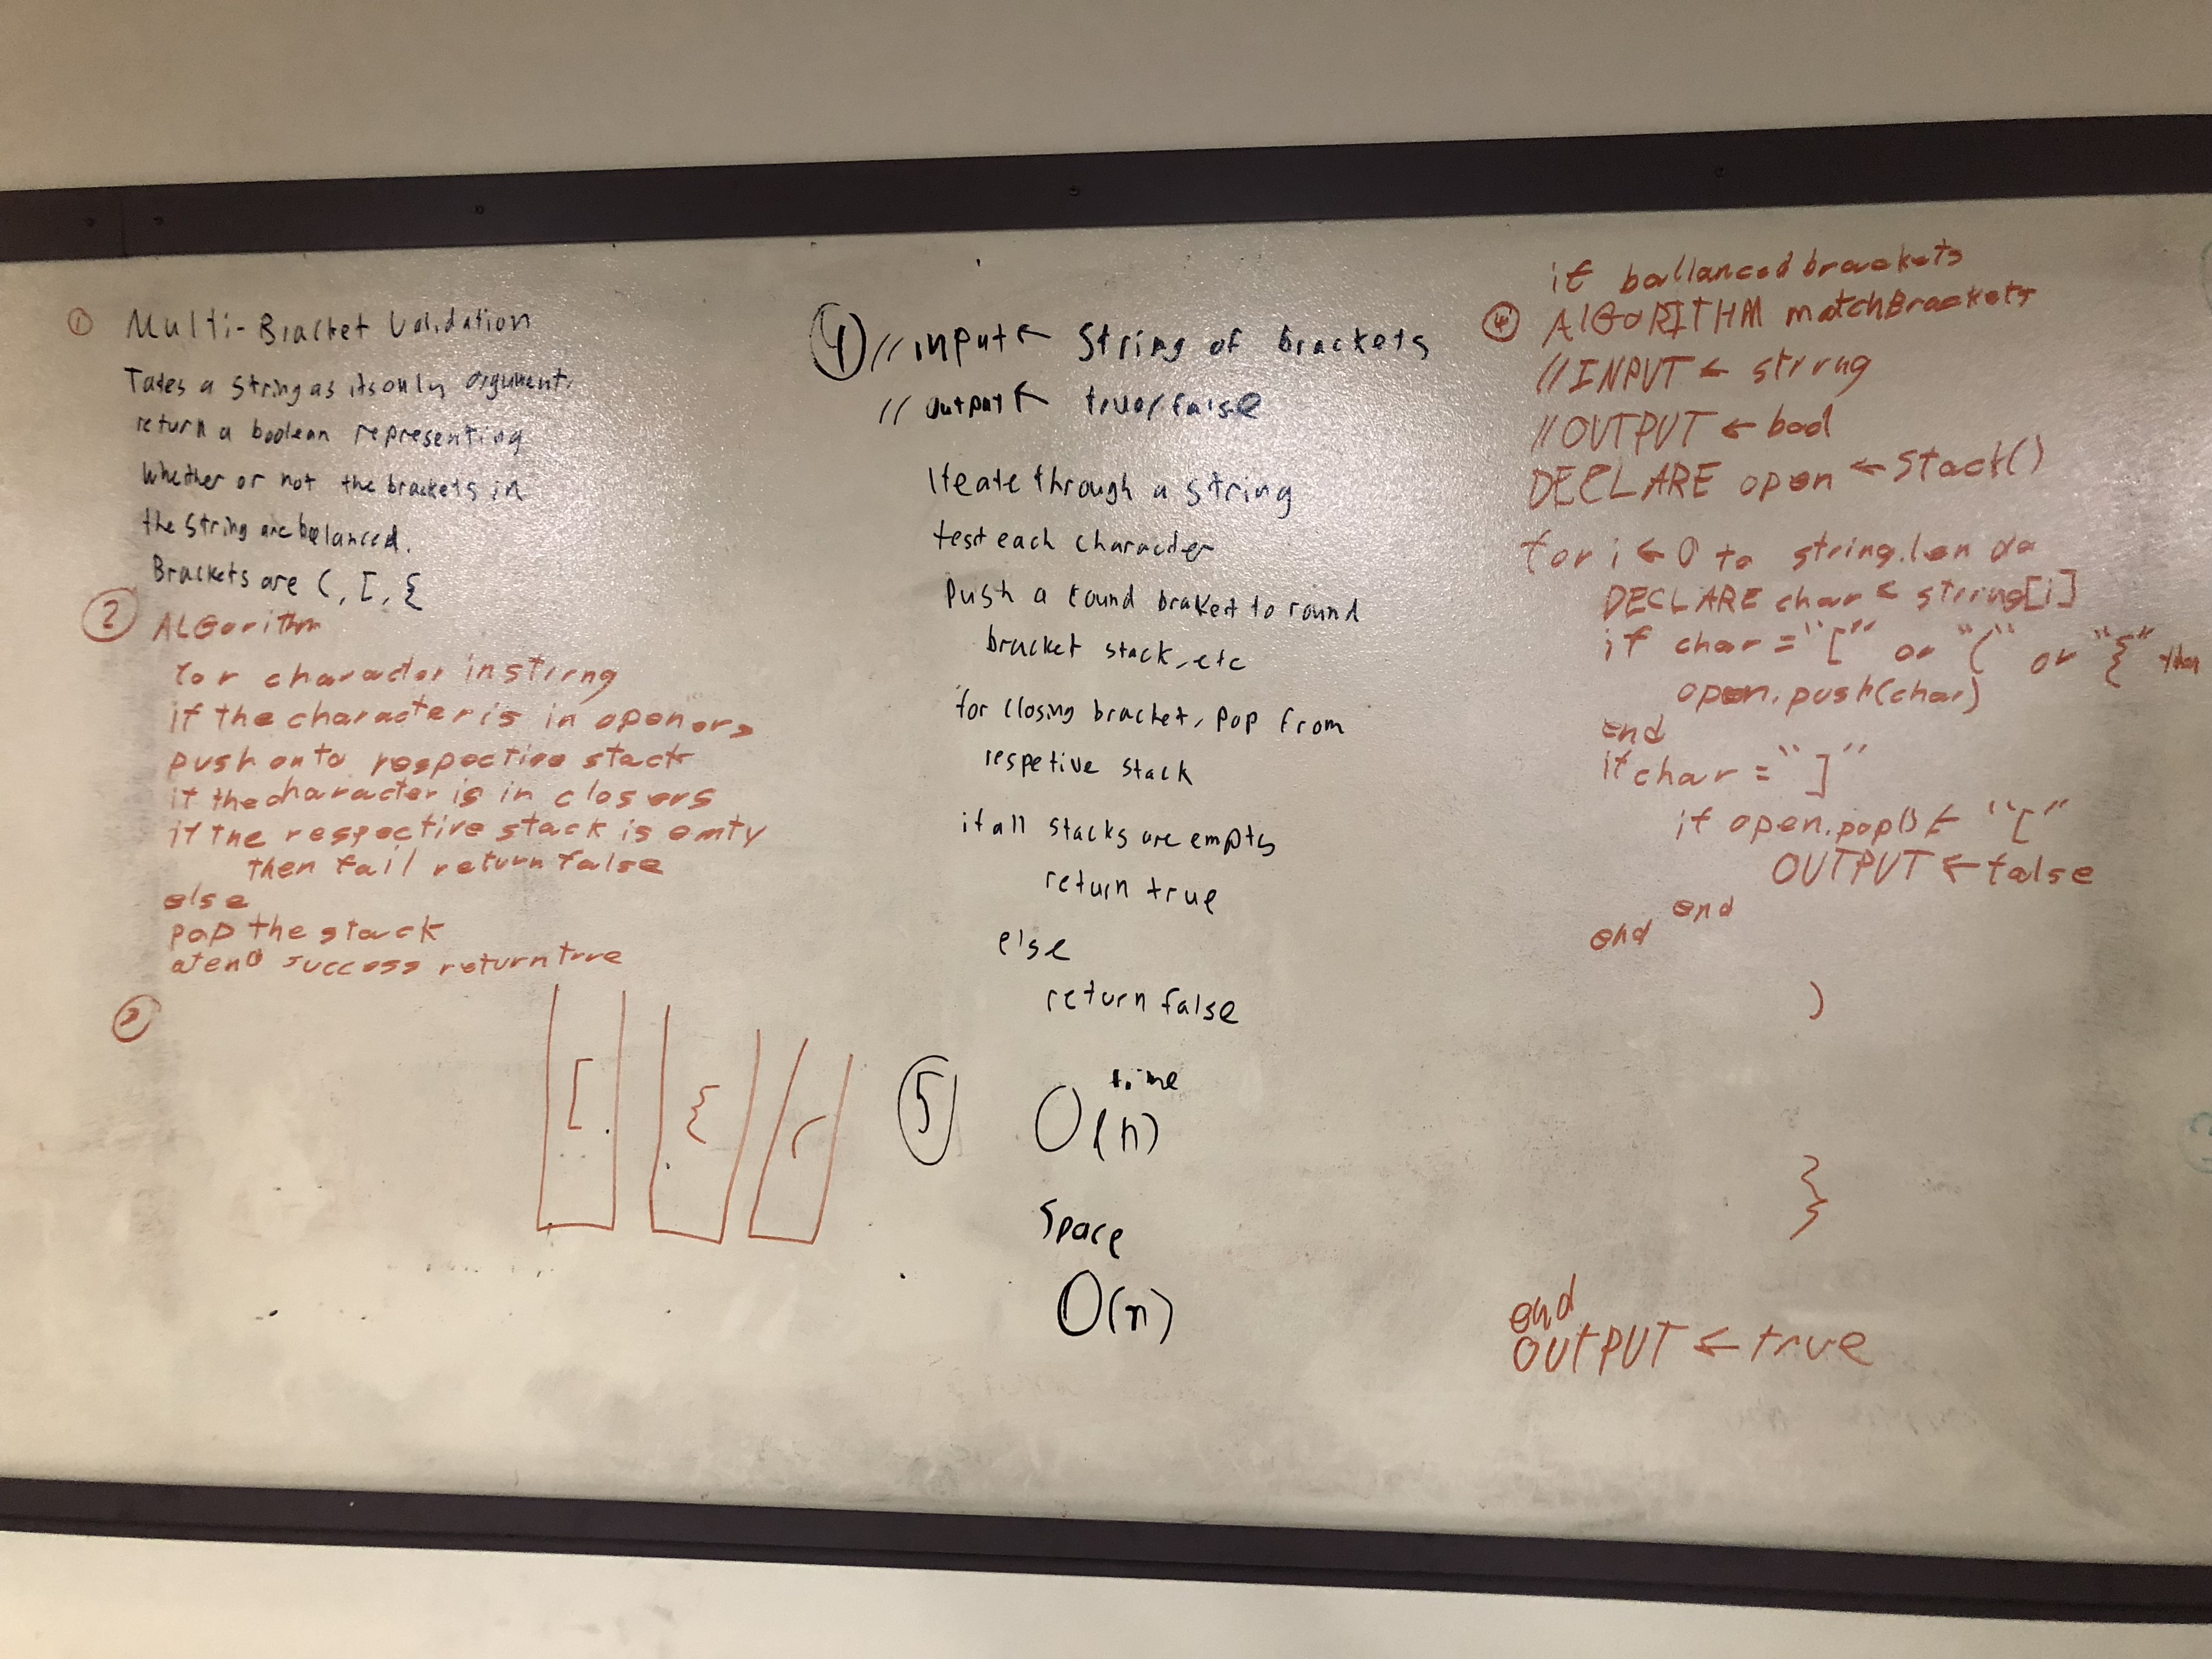 ① Multi-Bracket Validation
Takes a string as its only argument,
return a boolean representing
whether or not the brackets in
the string are balanced.
Brackets are (, [, {
② ALGorithm
for character in strrng
if the character is in openers
push onto respective stack
if the character is in closers
if the respective stack is emty
then fail return false
else
pop the stack
at end success return true
③
[ { (
④ // input ← String of brackets
// output ← true/false
Iteate through a string
test each character
Push a round braket to round
bracket stack, etc
for closing bracket, pop from
respetive stack
if all stacks are empty
return true
else
return false
⑤ time
O(n)
Space
O(n)
if ballanced brackets
④ AlGORITHM matchBrackets
//INPUT ← strrng
//OUTPUT ← bool
DECLARE open ← stack()
for i ← 0 to string.len do
DECLARE char ← string[i]
if char = "[" or "(" or "{" then
open.push(char)
end
if char = "]"
if open.pop() ≠ "["
OUTPUT ← false
end
end
)
}
end
OUTPUT ← true